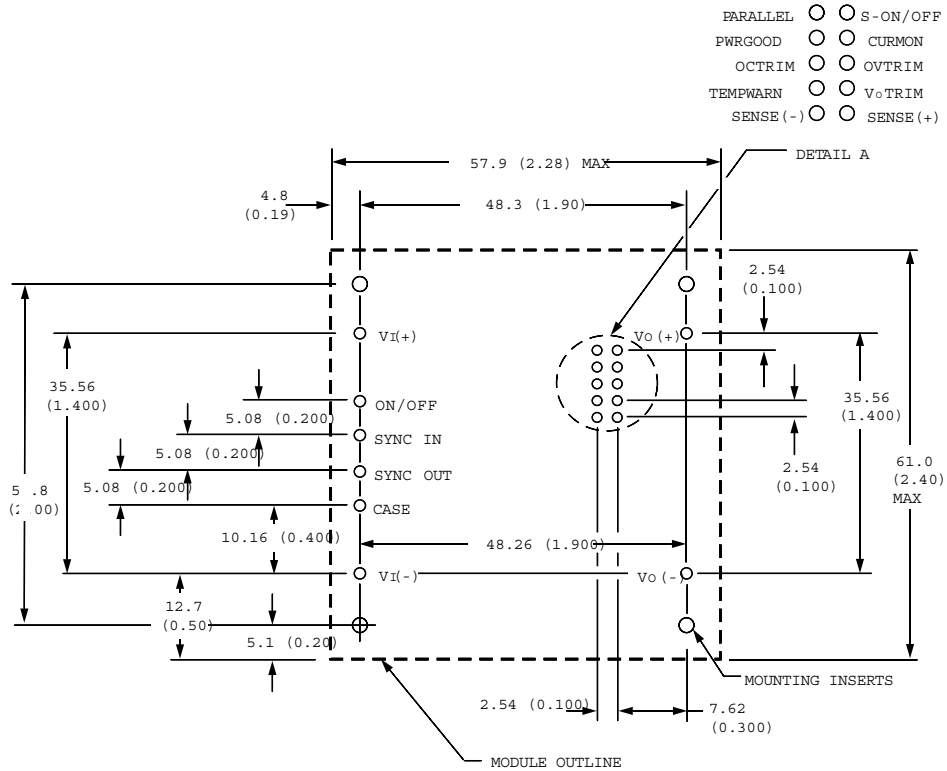 PARALLEL S-ON/OFF
PWRGOOD CURMON
OCTRIM OVTRIM
TEMPWARN VoTRIM
SENSE(-) SENSE(+)
DETAIL A
57.9 (2.28) MAX
4.8
(0.19)
48.3 (1.90)
2.54
(0.100)
VI(+)
VO(+)
35.56
(1.400)
ON/OFF
5.08 (0.200)
SYNC IN
5.08 (0.200)
SYNC OUT
5.08 (0.200)
CASE
35.56
(1.400)
2.54
(0.100)
61.0
(2.40)
MAX
10.16 (0.400)
48.26 (1.900)
VI(-)
VO(-)
12.7
(0.50)
5.1 (0.20)
MOUNTING INSERTS
2.54 (0.100)
7.62
(0.300)
MODULE OUTLINE